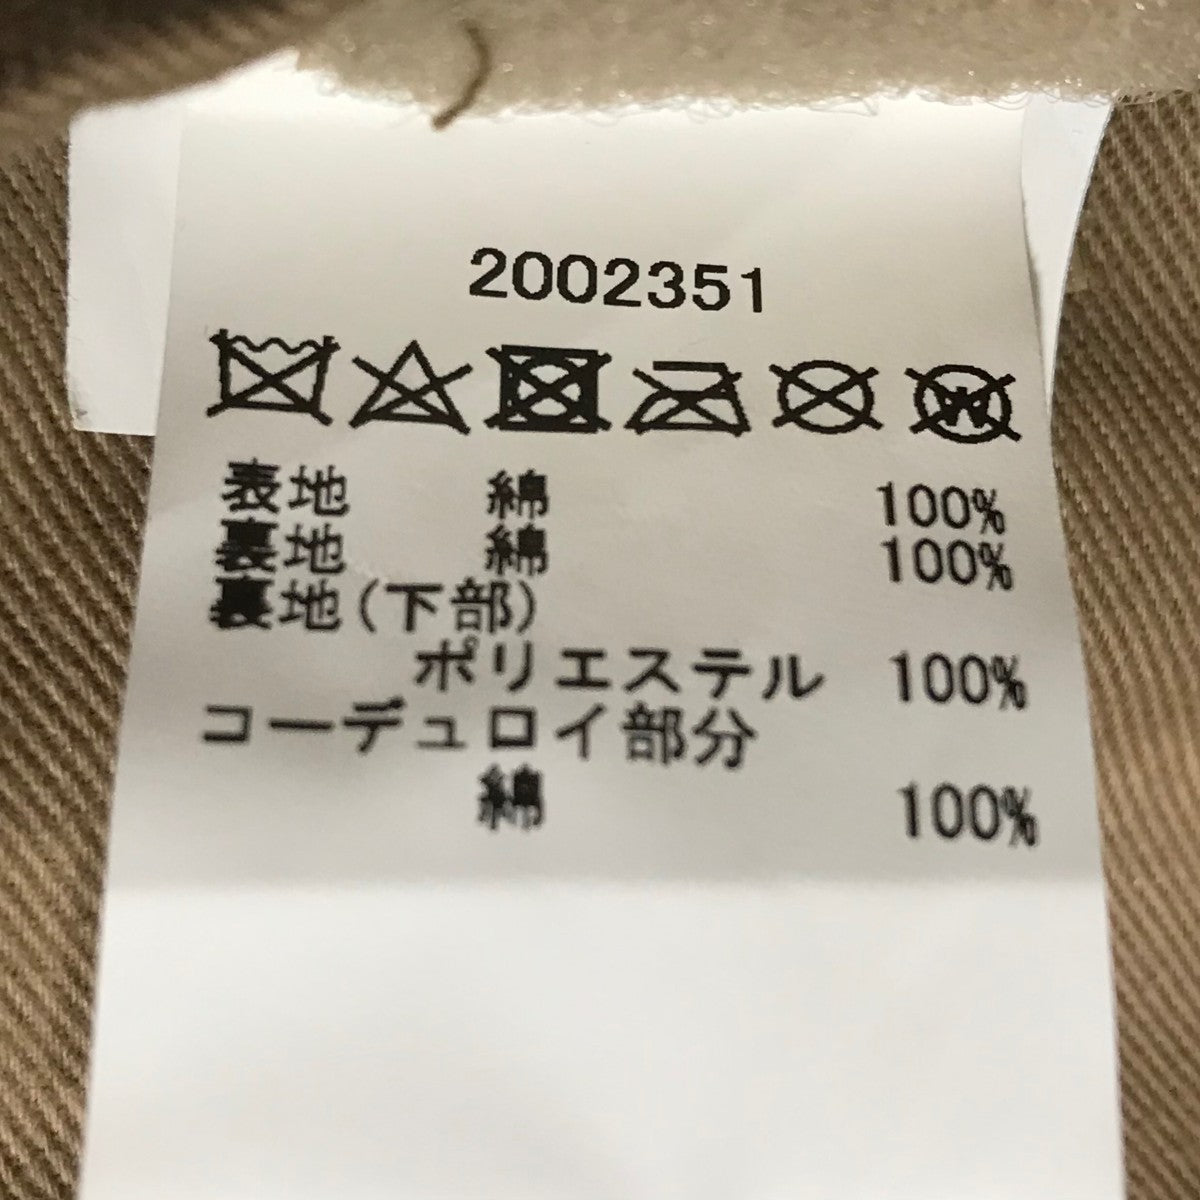 2002351
表地 綿 100%
裏地 綿 100%
裏地(下部)
ポリエステル 100%
コーデュロイ部分
綿 100%